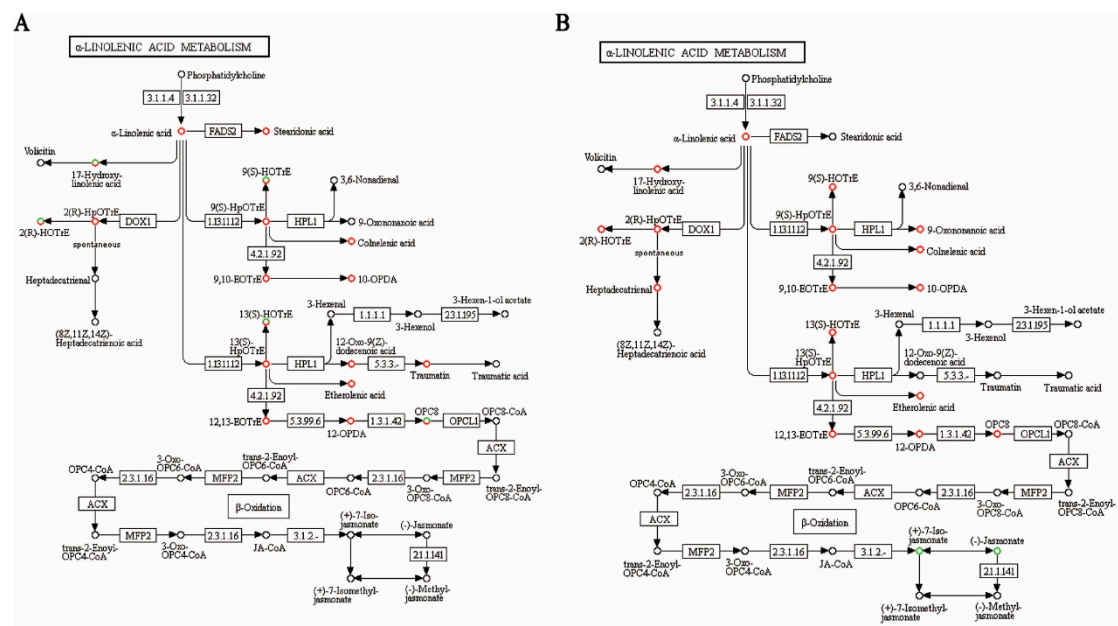 A
α-LINOLENIC ACID METABOLISM
Phosphatidylcholine
3.1.1.4
3.1.1.32
α-Linolenic acid
FADS2
Stearidonic acid
Volicitin
17-Hydroxy-
linolenic acid
9(S)-HOTrE
3,6-Nonadienal
2(R)-HpOTrE
DOX1
9(S)-HpOTrE
1.13.1112
HPL1
9-Oxononanoic acid
2(R)-HOTrE
spontaneous
Colnelenic acid
4.2.1.92
Heptadecatrienal
9,10-EOTrE
10-OPDA
(8Z,11Z,14Z)-
Heptadecatrienoic acid
13(S)-HOTrE
3-Hexenal
1.1.1.1
3-Hexenol
3-Hexen-1-ol acetate
2.3.1.195
13(S)-
HpOTrE
12-Oxo-9(Z)-
dodecenoic acid
1.13.1112
HPL1
5.3.3.-
Traumatin
Traumatic acid
Etherolenic acid
4.2.1.92
12,13-EOTrE
5.3.99.6
12-OPDA
1.3.1.42
OPC8
OPCL1
OPC8-CoA
ACX
OPC4-CoA
2.3.1.16
3-Oxo-
OPC6-CoA
MFP2
trans-2-Enoyl-
OPC6-CoA
ACX
OPC6-CoA
2.3.1.16
3-Oxo-
OPC8-CoA
MFP2
trans-2-Enoyl-
OPC8-CoA
ACX
β-Oxidation
trans-2-Enoyl-
OPC4-CoA
MFP2
3-Oxo-
OPC4-CoA
2.3.1.16
JA-CoA
3.1.2.-
(+)-7-Iso-
jasmonate
(-)-Jasmonate
2.1.1.141
(+)-7-Isomethyl-
jasmonate
(-)-Methyl-
jasmonate
B
α-LINOLENIC ACID METABOLISM
Phosphatidylcholine
3.1.1.4
3.1.1.32
α-Linolenic acid
FADS2
Stearidonic acid
Volicitin
17-Hydroxy-
linolenic acid
9(S)-HOTrE
3,6-Nonadienal
2(R)-HpOTrE
DOX1
9(S)-HpOTrE
1.13.1112
HPL1
9-Oxononanoic acid
2(R)-HOTrE
spontaneous
Colnelenic acid
4.2.1.92
Heptadecatrienal
9,10-EOTrE
10-OPDA
(8Z,11Z,14Z)-
Heptadecatrienoic acid
13(S)-HOTrE
3-Hexenal
1.1.1.1
3-Hexenol
3-Hexen-1-ol acetate
2.3.1.195
13(S)-
HpOTrE
12-Oxo-9(Z)-
dodecenoic acid
1.13.1112
HPL1
5.3.3.-
Traumatin
Traumatic acid
Etherolenic acid
4.2.1.92
12,13-EOTrE
5.3.99.6
12-OPDA
1.3.1.42
OPC8
OPCL1
OPC8-CoA
ACX
OPC4-CoA
2.3.1.16
3-Oxo-
OPC6-CoA
MFP2
trans-2-Enoyl-
OPC6-CoA
ACX
OPC6-CoA
2.3.1.16
3-Oxo-
OPC8-CoA
MFP2
trans-2-Enoyl-
OPC8-CoA
ACX
β-Oxidation
trans-2-Enoyl-
OPC4-CoA
MFP2
3-Oxo-
OPC4-CoA
2.3.1.16
JA-CoA
3.1.2.-
(+)-7-Iso-
jasmonate
(-)-Jasmonate
2.1.1.141
(+)-7-Isomethyl-
jasmonate
(-)-Methyl-
jasmonate